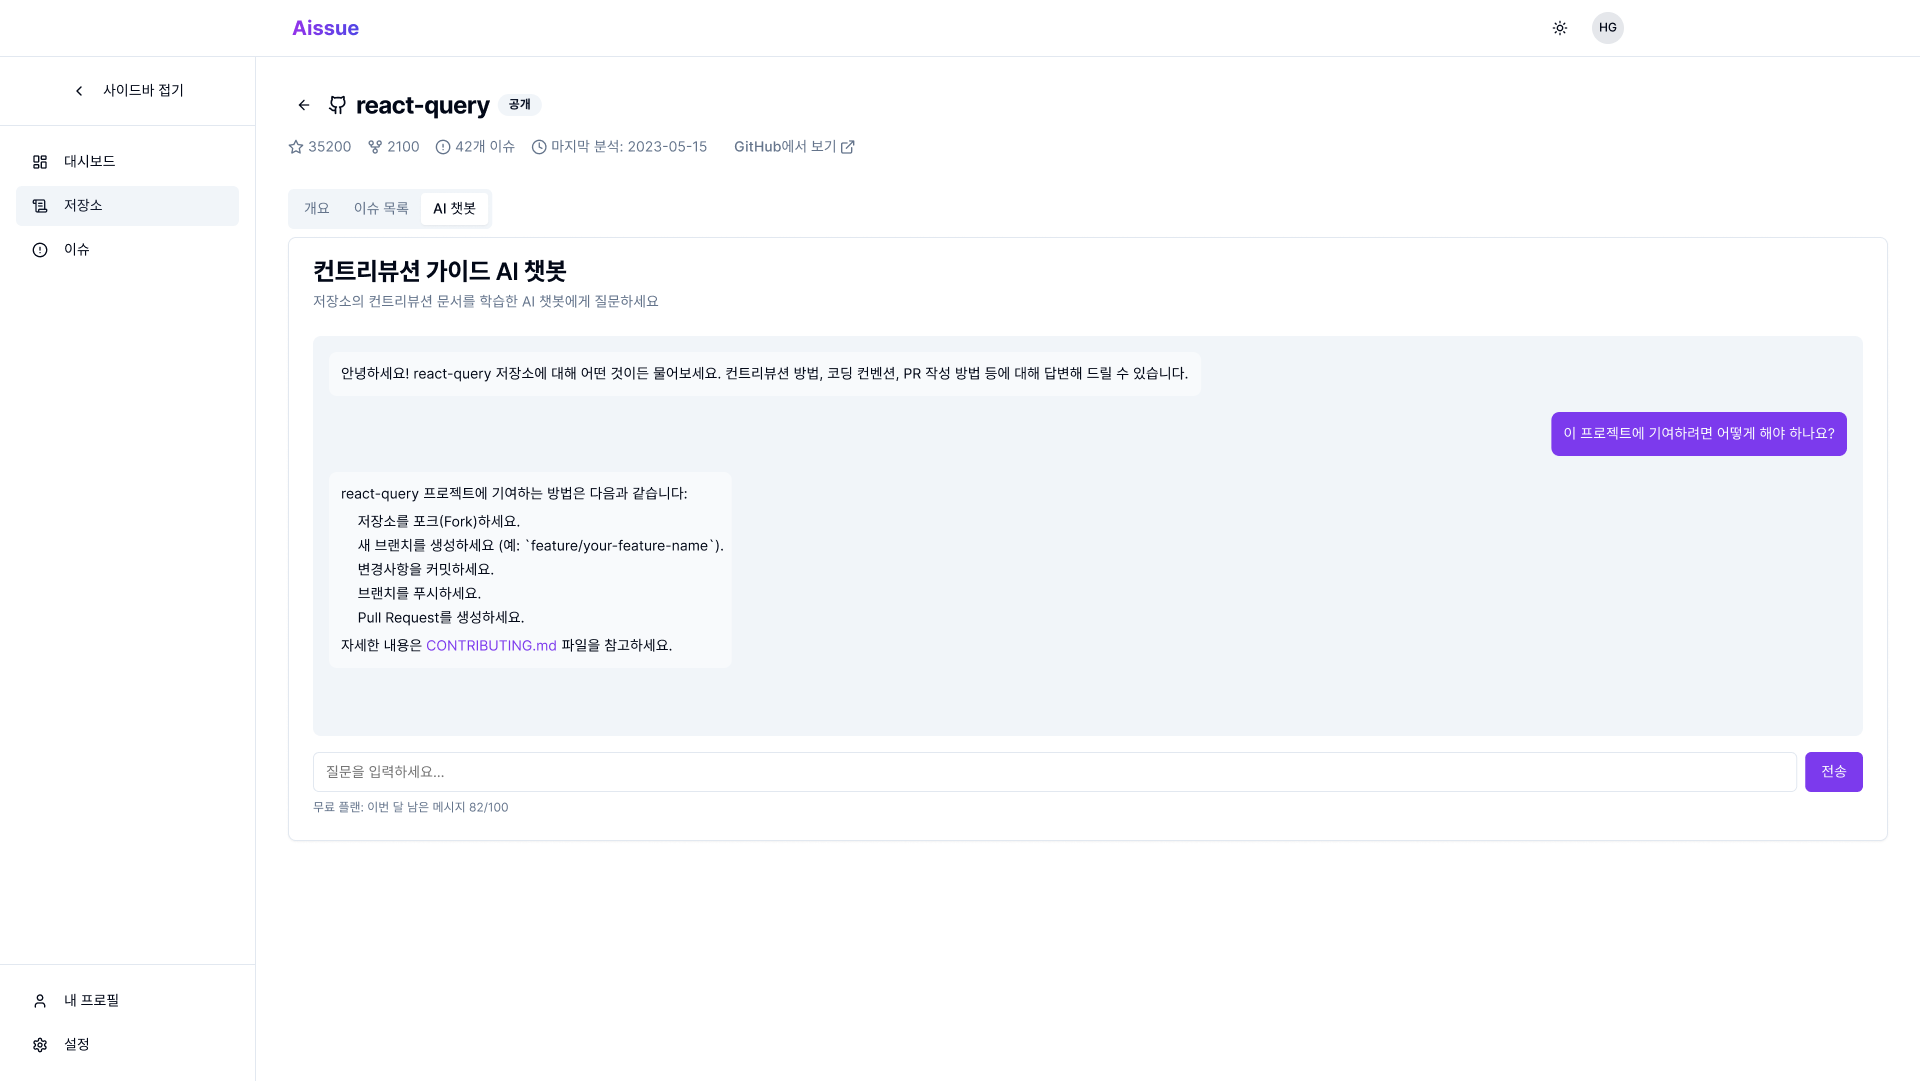 Aissue
HG
사이드바 접기
대시보드
저장소
이슈
내 프로필
설정
react-query 공개
35200 2100 42개 이슈 마지막 분석: 2023-05-15 GitHub에서 보기
개요 이슈 목록 AI 챗봇
컨트리뷰션 가이드 AI 챗봇
저장소의 컨트리뷰션 문서를 학습한 AI 챗봇에게 질문하세요
안녕하세요! react-query 저장소에 대해 어떤 것이든 물어보세요. 컨트리뷰션 방법, 코딩 컨벤션, PR 작성 방법 등에 대해 답변해 드릴 수 있습니다.
이 프로젝트에 기여하려면 어떻게 해야 하나요?
react-query 프로젝트에 기여하는 방법은 다음과 같습니다:
저장소를 포크(Fork)하세요.
새 브랜치를 생성하세요 (예: `feature/your-feature-name`).
변경사항을 커밋하세요.
브랜치를 푸시하세요.
Pull Request를 생성하세요.
자세한 내용은 CONTRIBUTING.md 파일을 참고하세요.
질문을 입력하세요...
전송
무료 플랜: 이번 달 남은 메시지 82/100